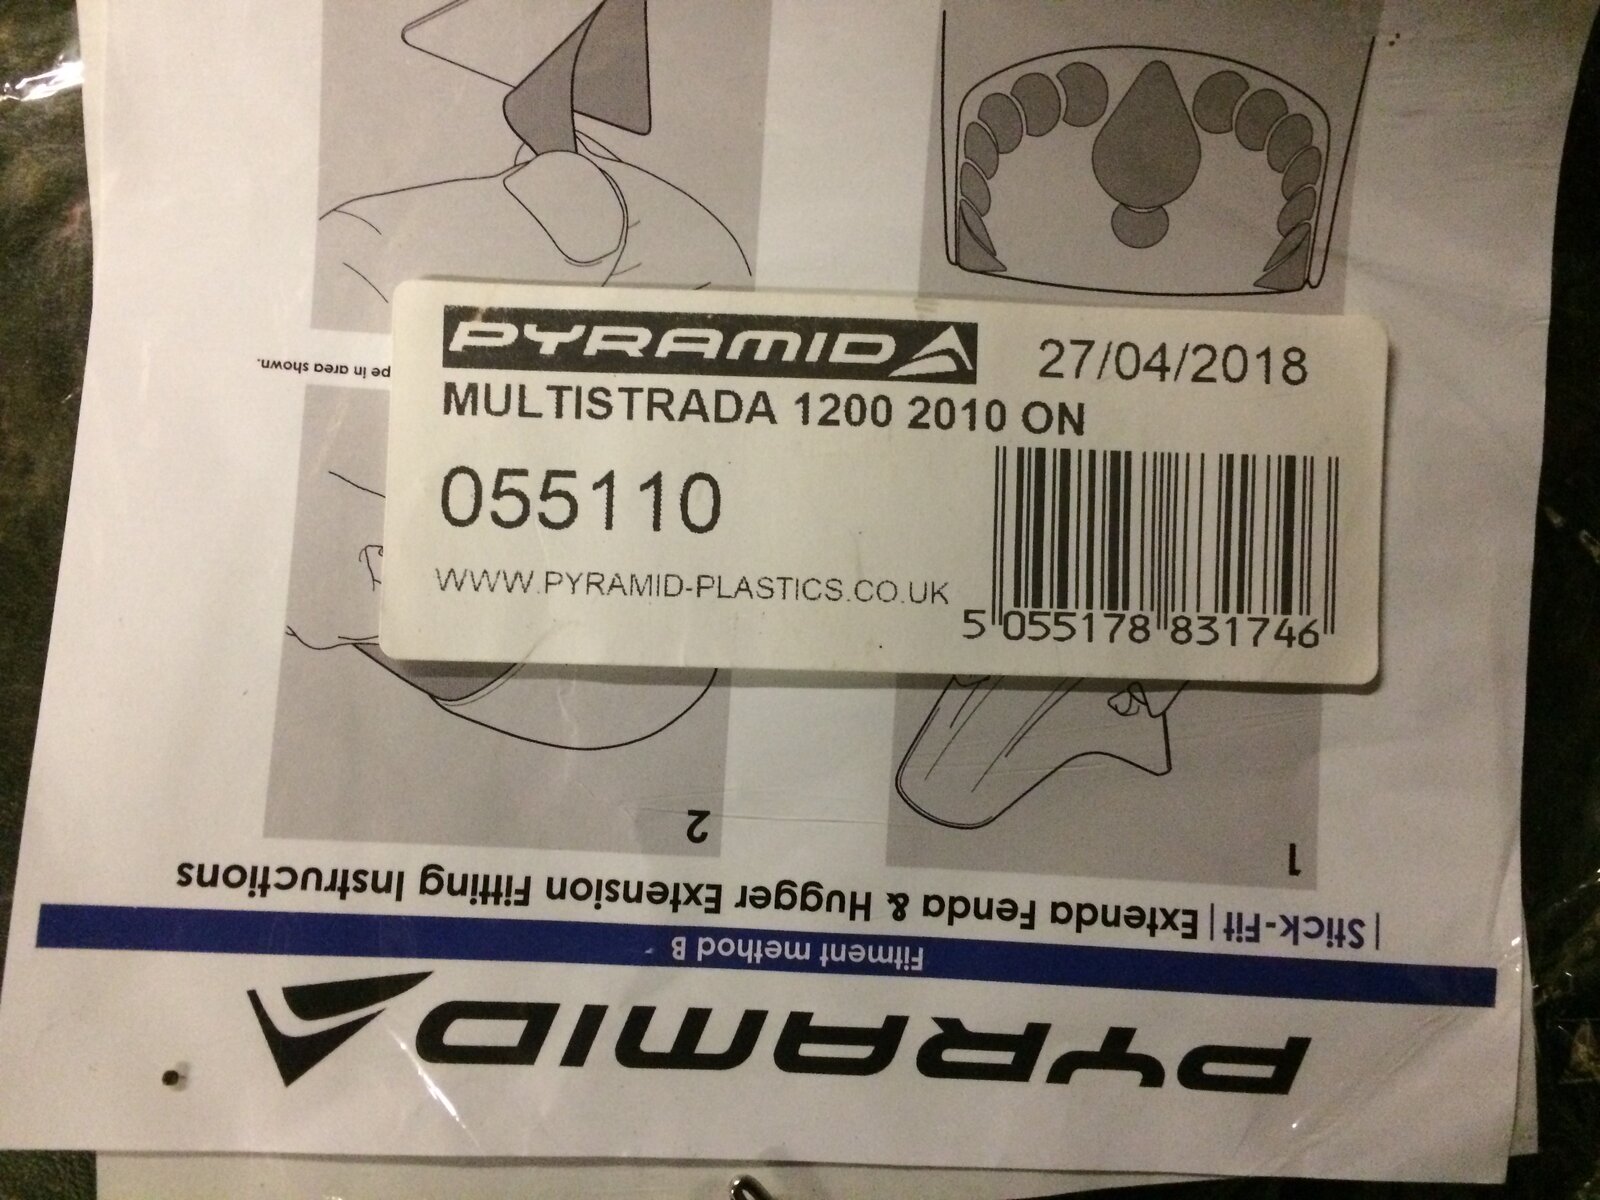 PYRAMID
27/04/2018
MULTISTRADA 1200 2010 ON
055110
WWW.PYRAMID-PLASTICS.CO.UK
5 055178 831746
PYRAMID
Fitment method B
| Stick-Fit | Extenda Fenda & Hugger Extension Fitting Instructions
1
2
pe in area shown.